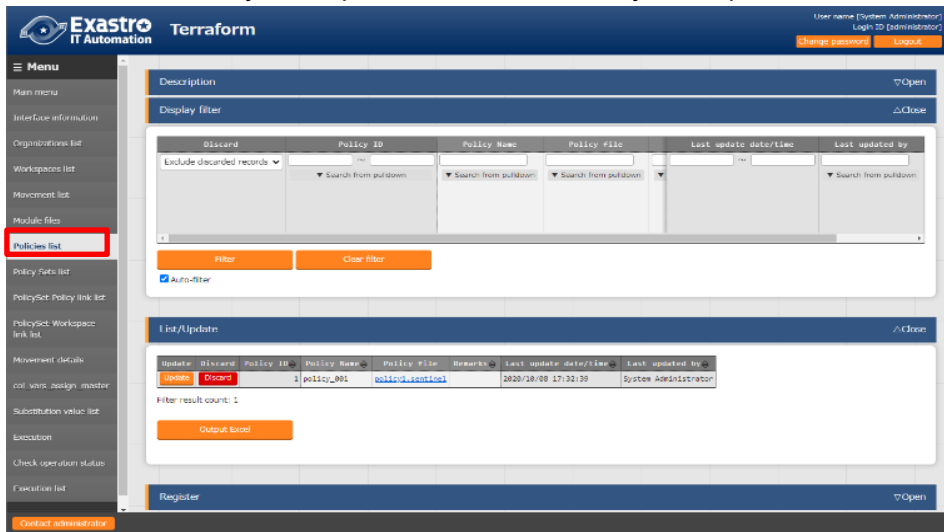 User name [System Administrator]
Exastro
IT Automation
Terraform
Login ID [administrator]
Change password
Logout
☰ Menu
Main menu
Interface information
Organizations list
Workspaces list
Movement list
Module files
Policies list
Policy Sets list
PolicySet-Policy link list
PolicySet-Workspace
link list
Movement details
col_vars_assign_master
Substitution value list
Execution
Check operation status
Execution list
Contact administrator
Description
▽Open
Display filter
△Close
Discard Policy ID Policy Name Policy file Last update date/time Last updated by
Exclude discarded records ~ ~
▼ Search from pulldown ▼ Search from pulldown ▼ Search from pulldown ▼ ▼ Search from pulldown
Filter
Clear filter
Auto-filter
List/Update
△Close
Update Discard Policy ID Policy Name Policy file Remarks Last update date/time Last updated by
Update Discard 1 policy_001 policy1.sentinel 2020/10/08 17:32:39 System Administrator
Filter result count: 1
Output Excel
Register
▽Open